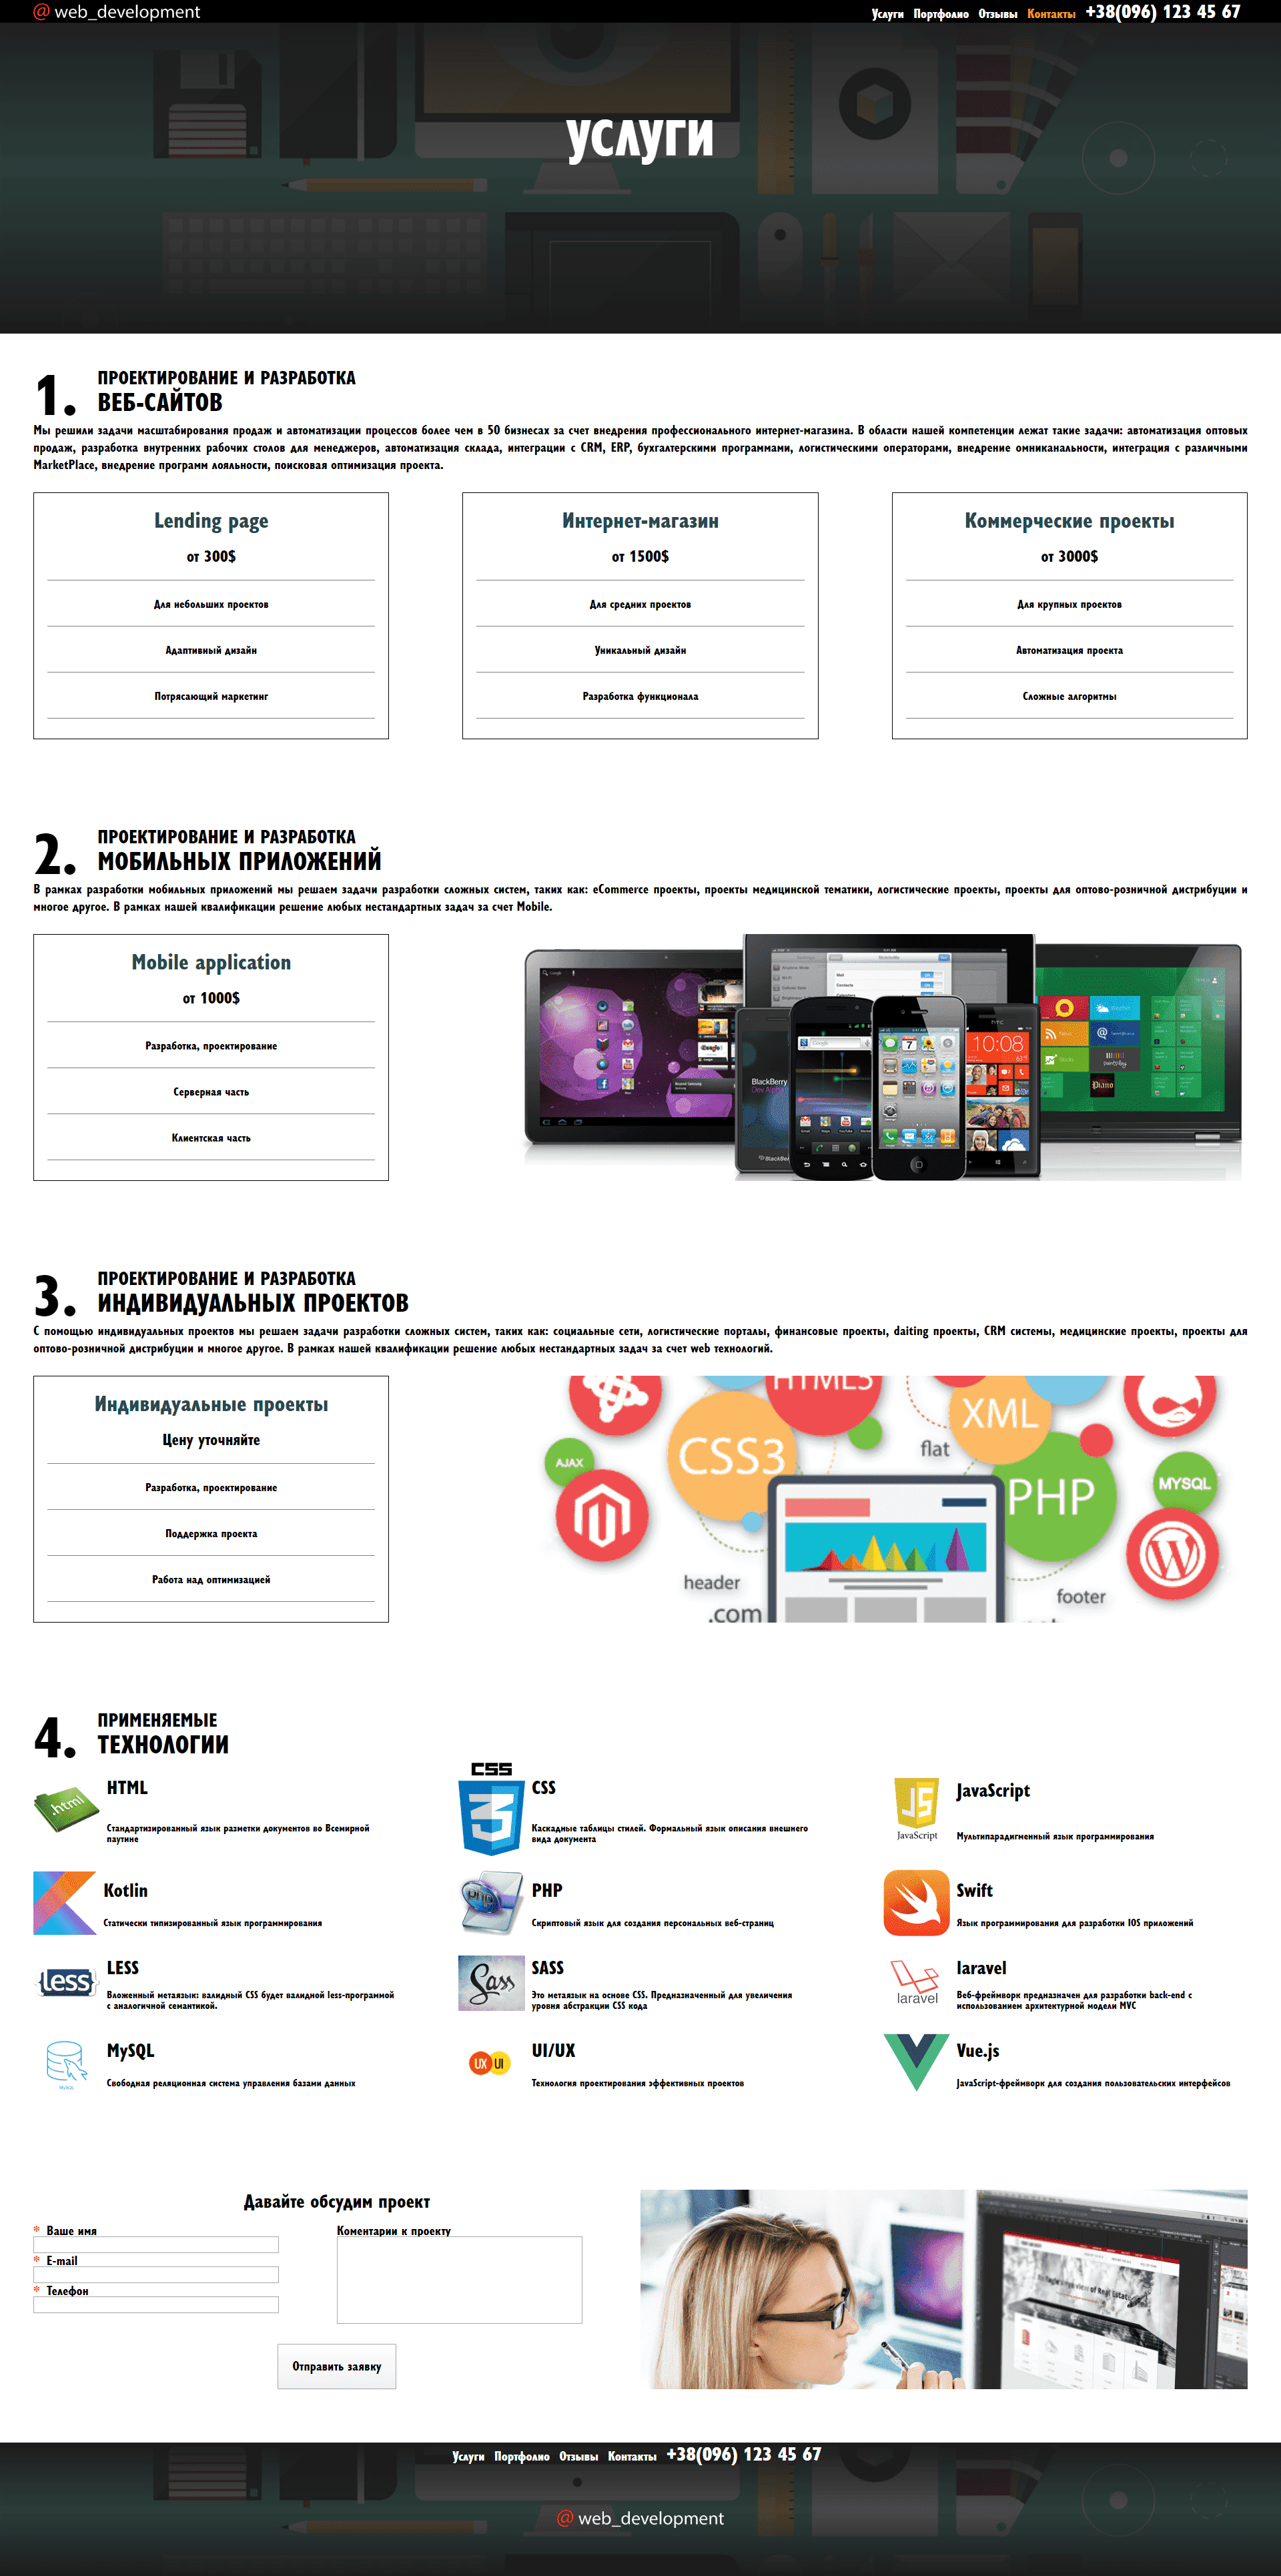 @ web_development
Услуги Портфолио Отзывы Контакты +38(096) 123 45 67
УСЛУГИ
1. ПРОЕКТИРОВАНИЕ И РАЗРАБОТКА
ВЕБ-САЙТОВ
Мы решили задачи масштабирования продаж и автоматизации процессов более чем в 50 бизнесах за счет внедрения профессионального интернет-магазина. В области нашей компетенции лежат такие задачи: автоматизация оптовых
продаж, разработка внутренних рабочих столов для менеджеров, автоматизация склада, интеграции с CRM, ERP, бухгалтерскими программами, логистическими операторами, внедрение омниканальности, интеграция с различными
MarketPlace, внедрение программ лояльности, поисковая оптимизация проекта.
Lending page
от 300$
Для небольших проектов
Адаптивный дизайн
Потрясающий маркетинг
Интернет-магазин
от 1500$
Для средних проектов
Уникальный дизайн
Разработка функционала
Коммерческие проекты
от 3000$
Для крупных проектов
Автоматизация проекта
Сложные алгоритмы
2. ПРОЕКТИРОВАНИЕ И РАЗРАБОТКА
МОБИЛЬНЫХ ПРИЛОЖЕНИЙ
В рамках разработки мобильных приложений мы решаем задачи разработки сложных систем, таких как: eCommerce проекты, проекты медицинской тематики, логистические проекты, проекты для оптово-розничной дистрибуции и
многое другое. В рамках нашей квалификации решение любых нестандартных задач за счет Mobile.
Mobile application
от 1000$
Разработка, проектирование
Серверная часть
Клиентская часть
BlackBerry
Dev Alpha
BlackBerry
Google
hTC
10:08
Piano
3. ПРОЕКТИРОВАНИЕ И РАЗРАБОТКА
ИНДИВИДУАЛЬНЫХ ПРОЕКТОВ
С помощью индивидуальных проектов мы решаем задачи разработки сложных систем, таких как: социальные сети, логистические порталы, финансовые проекты, daiting проекты, CRM системы, медицинские проекты, проекты для
оптово-розничной дистрибуции и многое другое. В рамках нашей квалификации решение любых нестандартных задач за счет web технологий.
Индивидуальные проекты
Цену уточняйте
Разработка, проектирование
Поддержка проекта
Работа над оптимизацией
HTML5
XML
CSS3
flat
AJAX
PHP
MYSQL
header
footer
.com
4. ПРИМЕНЯЕМЫЕ
ТЕХНОЛОГИИ
.html
HTML
Стандартизированный язык разметки документов во Всемирной
паутине
CSS
3
CSS
Каскадные таблицы стилей. Формальный язык описания внешнего
вида документа
JS
JavaScript
JavaScript
Мультипарадигменный язык программирования
Kotlin
Статически типизированный язык программирования
PHP
PHP
Скриптовый язык для создания персональных веб-страниц
Swift
Язык программирования для разработки IOS приложений
{less}
LESS
Вложенный метаязык: валидный CSS будет валидной less-программой
с аналогичной семантикой.
Sass
SASS
Это метаязык на основе CSS. Предназначенный для увеличения
уровня абстракции CSS кода
laravel
laravel
Веб-фреймворк предназначен для разработки back-end с
использованием архитектурной модели MVC
MySQL
MySQL
Свободная реляционная система управления базами данных
UX UI
UI/UX
Технология проектирования эффективных проектов
Vue.js
JavaScript-фреймворк для создания пользовательских интерфейсов
Давайте обсудим проект
* Ваше имя
* E-mail
* Телефон
Коментарии к проекту
Отправить заявку
Услуги Портфолио Отзывы Контакты +38(096) 123 45 67
@ web_development